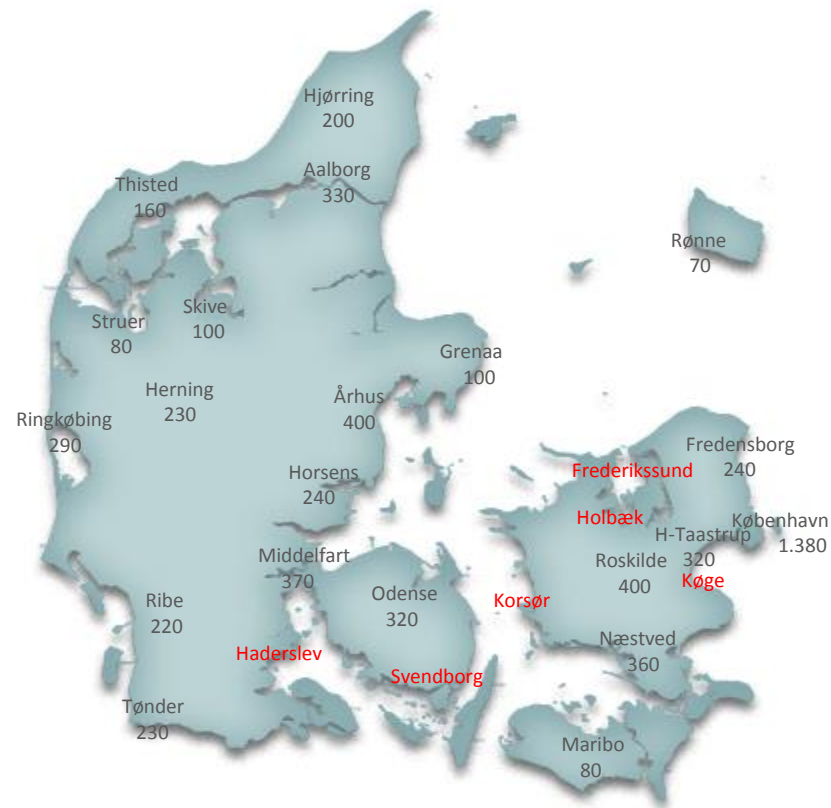 Hjørring
200
Aalborg
330
Thisted
160
Rønne
70
Skive
100
Struer
80
Grenaa
100
Herning
230
Århus
400
Ringkøbing
290
Fredensborg
240
Frederikssund
Horsens
240
Holbæk
København
1.380
H-Taastrup
320
Middelfart
370
Roskilde
400
Køge
Odense
320
Korsør
Ribe
220
Næstved
360
Haderslev
Svendborg
Tønder
230
Maribo
80